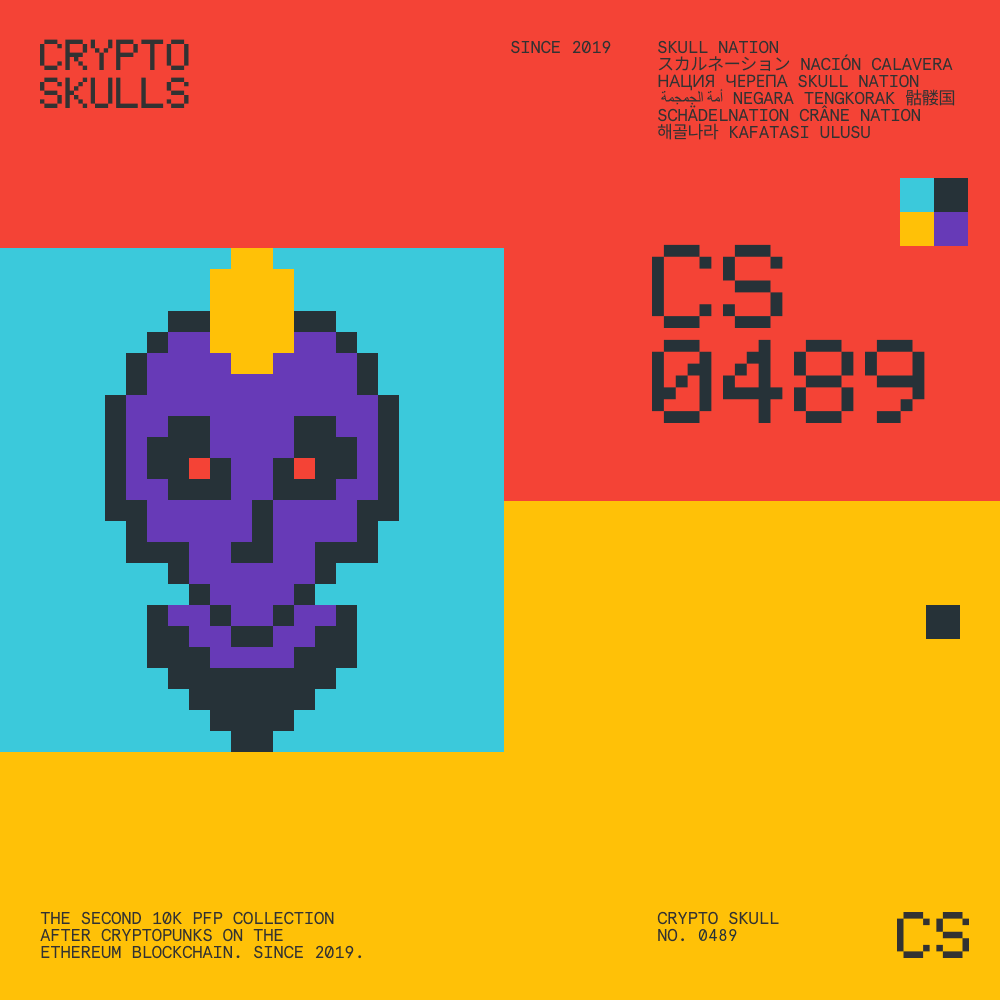 CRYPTO
SKULLS
SINCE 2019
SKULL NATION
スカルネーション NACIÓN CALAVERA
НАЦИЯ ЧЕРЕПА SKULL NATION
أمة الجمجمة NEGARA TENGKORAK 骷髅国
SCHÄDELNATION CRÂNE NATION
해골나라 KAFATASI ULUSU
CS
0489
THE SECOND 10K PFP COLLECTION
AFTER CRYPTOPUNKS ON THE
ETHEREUM BLOCKCHAIN. SINCE 2019.
CRYPTO SKULL
NO. 0489
CS